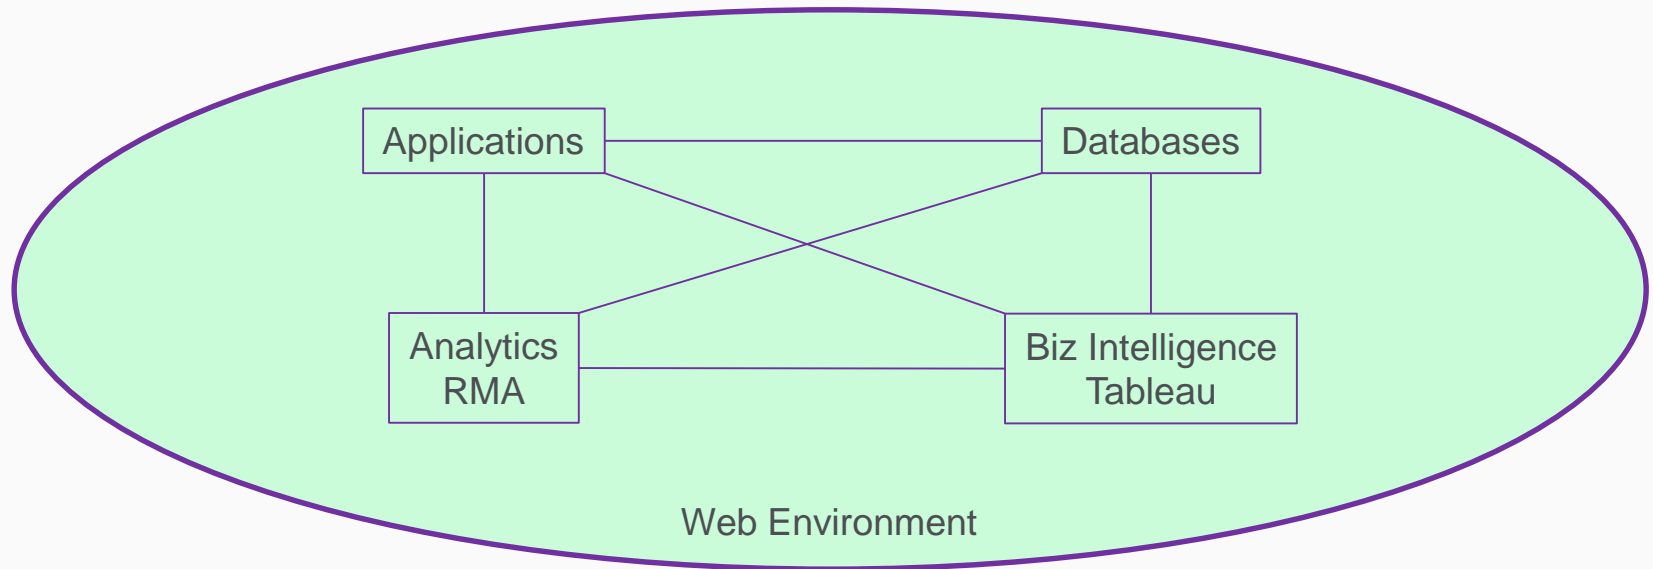 Applications
Databases
Analytics
RMA
Biz Intelligence
Tableau
Web Environment